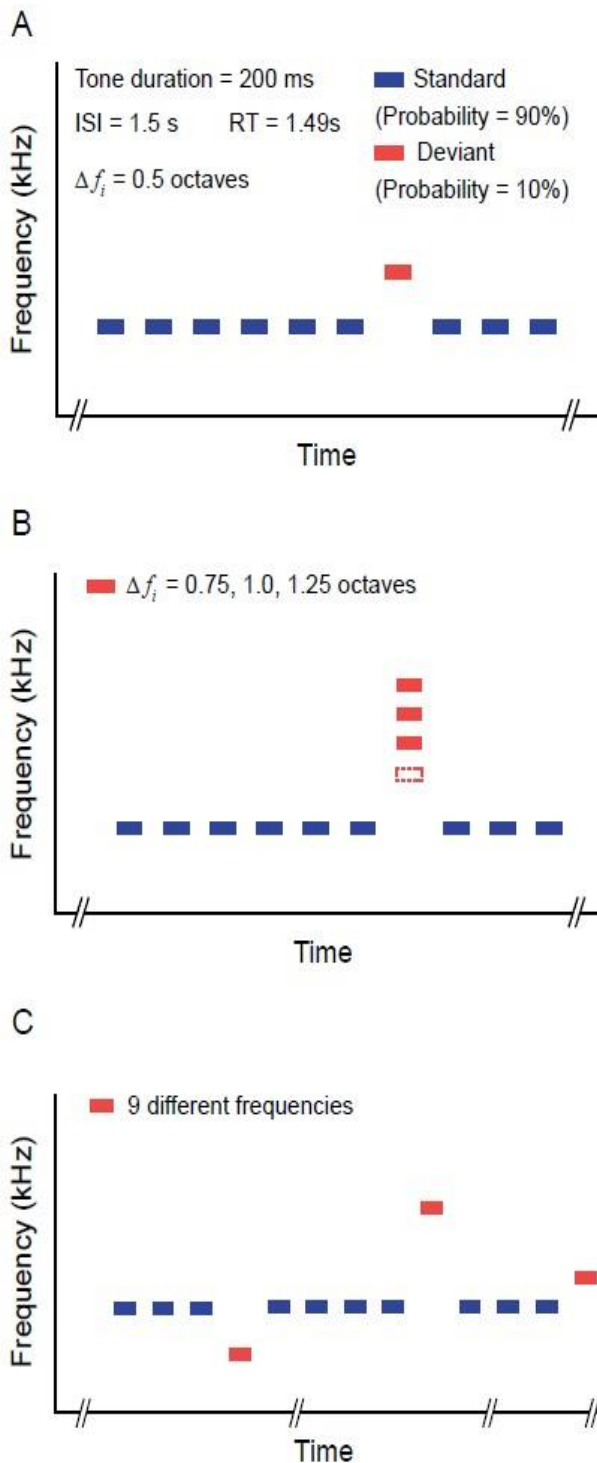 A
Tone duration = 200 ms
Standard
ISI = 1.5 s RT = 1.49s
(Probability = 90%)
Deviant
Δfi = 0.5 octaves
(Probability = 10%)
Frequency (kHz)
Time
B
Δfi = 0.75, 1.0, 1.25 octaves
Frequency (kHz)
Time
C
9 different frequencies
Frequency (kHz)
Time